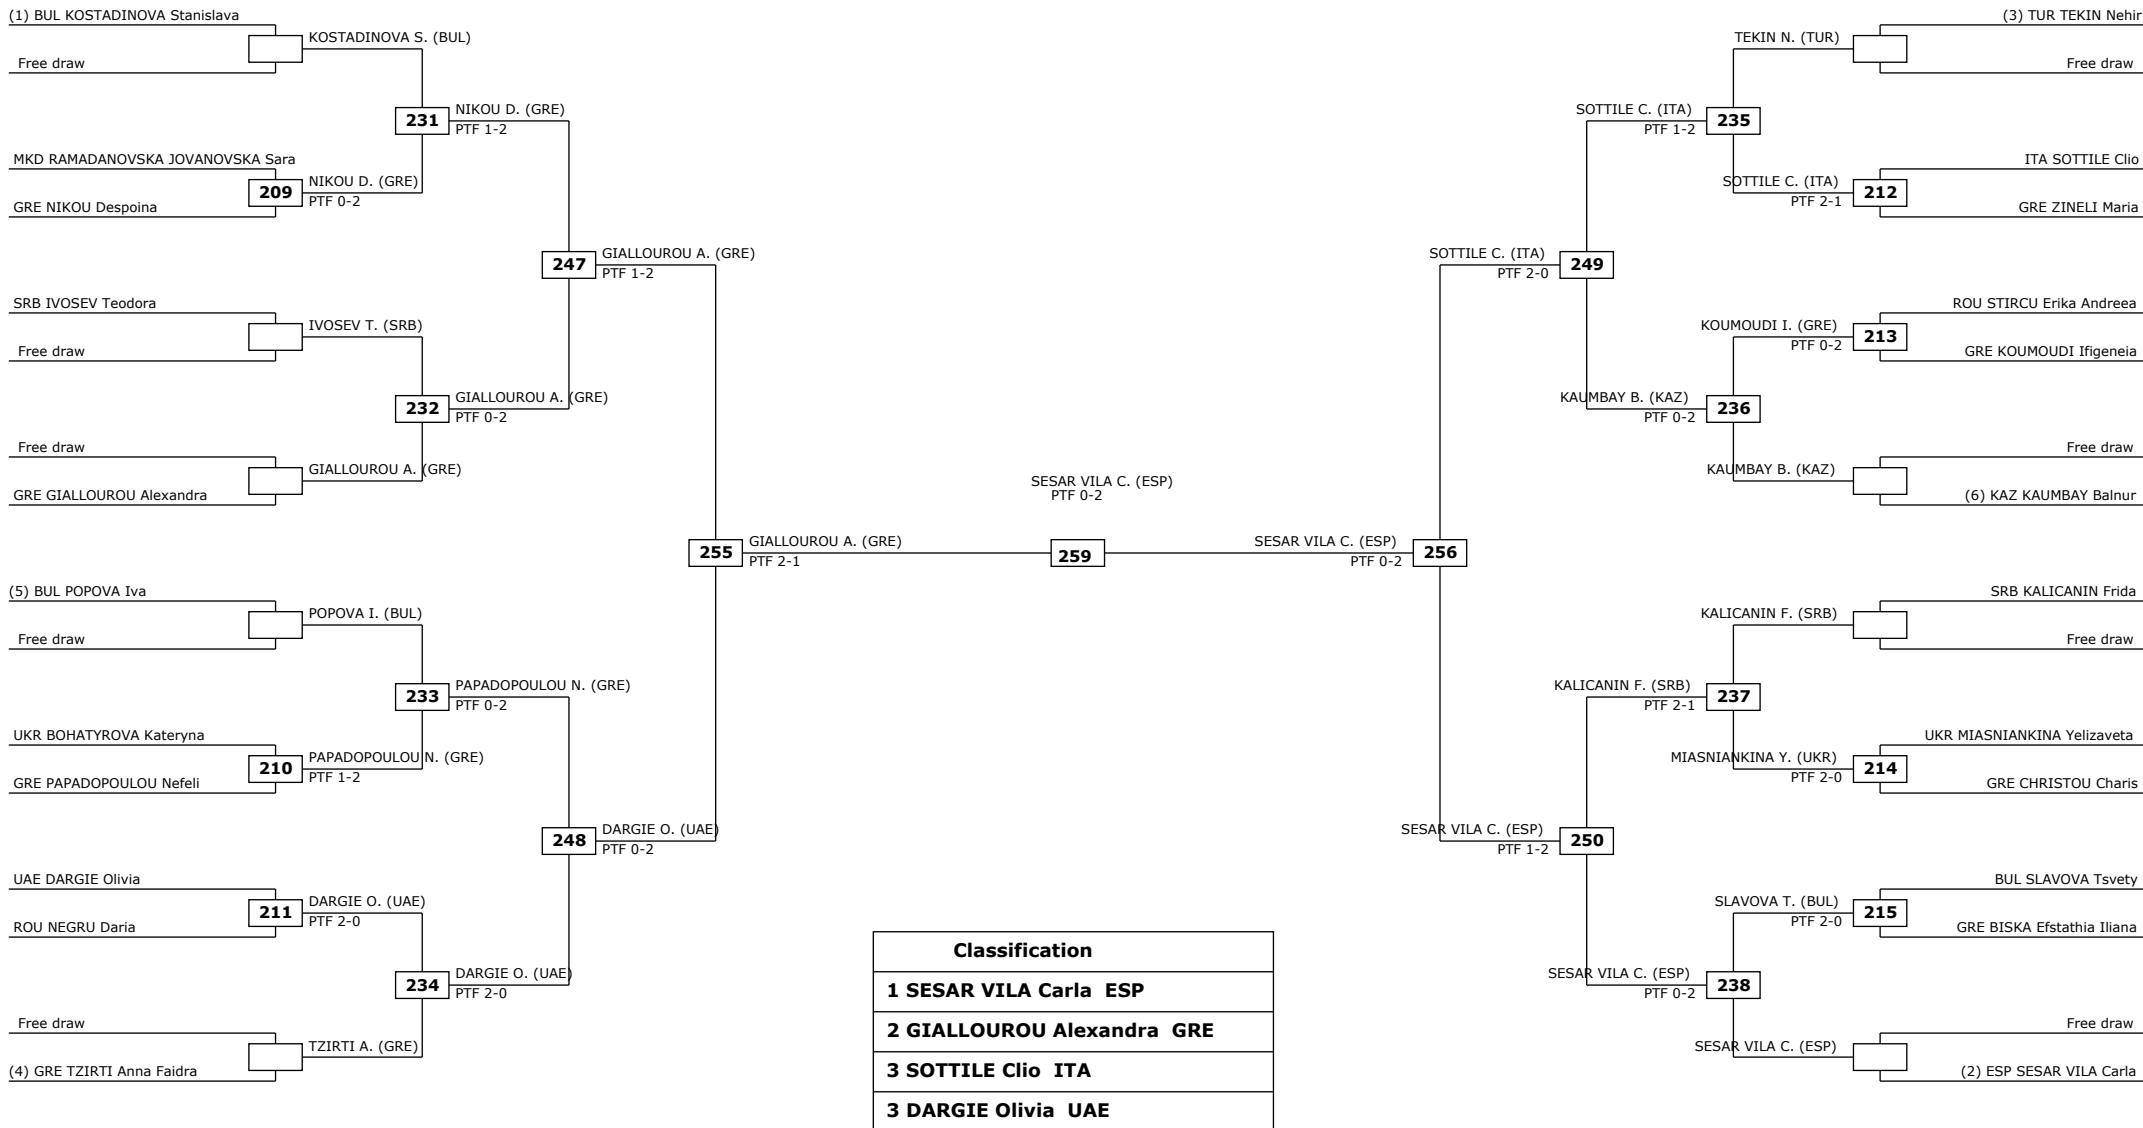 (1) BUL KOSTADINOVA Stanislava
KOSTADINOVA S. (BUL)
Free draw
231
NIKOU D. (GRE)
PTF 1-2
MKD RAMADANOVSKA JOVANOVSKA Sara
209
NIKOU D. (GRE)
PTF 0-2
GRE NIKOU Despoina
247
GIALLOUROU A. (GRE)
PTF 1-2
SRB IVOSEV Teodora
IVOSEV T. (SRB)
Free draw
232
GIALLOUROU A. (GRE)
PTF 0-2
Free draw
GIALLOUROU A. (GRE)
GRE GIALLOUROU Alexandra
255
GIALLOUROU A. (GRE)
PTF 2-1
(5) BUL POPOVA Iva
POPOVA I. (BUL)
Free draw
233
PAPADOPOULOU N. (GRE)
PTF 0-2
UKR BOHATYROVA Kateryna
210
PAPADOPOULOU N. (GRE)
PTF 1-2
GRE PAPADOPOULOU Nefeli
248
DARGIE O. (UAE)
PTF 0-2
UAE DARGIE Olivia
211
DARGIE O. (UAE)
PTF 2-0
ROU NEGRU Daria
234
DARGIE O. (UAE)
PTF 2-0
Free draw
TZIRTI A. (GRE)
(4) GRE TZIRTI Anna Faidra
SESAR VILA C. (ESP)
PTF 0-2
259
(3) TUR TEKIN Nehir
TEKIN N. (TUR)
Free draw
SOTTILE C. (ITA)
PTF 1-2
235
ITA SOTTILE Clio
SOTTILE C. (ITA)
PTF 2-1
212
GRE ZINELI Maria
SOTTILE C. (ITA)
PTF 2-0
249
ROU STIRCU Erika Andreea
KOUMOUDI I. (GRE)
PTF 0-2
213
GRE KOUMOUDI Ifigeneia
KAUMBAY B. (KAZ)
PTF 0-2
236
Free draw
KAUMBAY B. (KAZ)
(6) KAZ KAUMBAY Balnur
SESAR VILA C. (ESP)
PTF 0-2
256
SRB KALICANIN Frida
KALICANIN F. (SRB)
Free draw
KALICANIN F. (SRB)
PTF 2-1
237
UKR MIASNIANKINA Yelizaveta
MIASNIANKINA Y. (UKR)
PTF 2-0
214
GRE CHRISTOU Charis
SESAR VILA C. (ESP)
PTF 1-2
250
BUL SLAVOVA Tsvety
SLAVOVA T. (BUL)
PTF 2-0
215
GRE BISKA Efstathia Iliana
SESAR VILA C. (ESP)
PTF 0-2
238
Free draw
SESAR VILA C. (ESP)
(2) ESP SESAR VILA Carla
Classification
1 SESAR VILA Carla ESP
2 GIALLOUROU Alexandra GRE
3 SOTTILE Clio ITA
3 DARGIE Olivia UAE